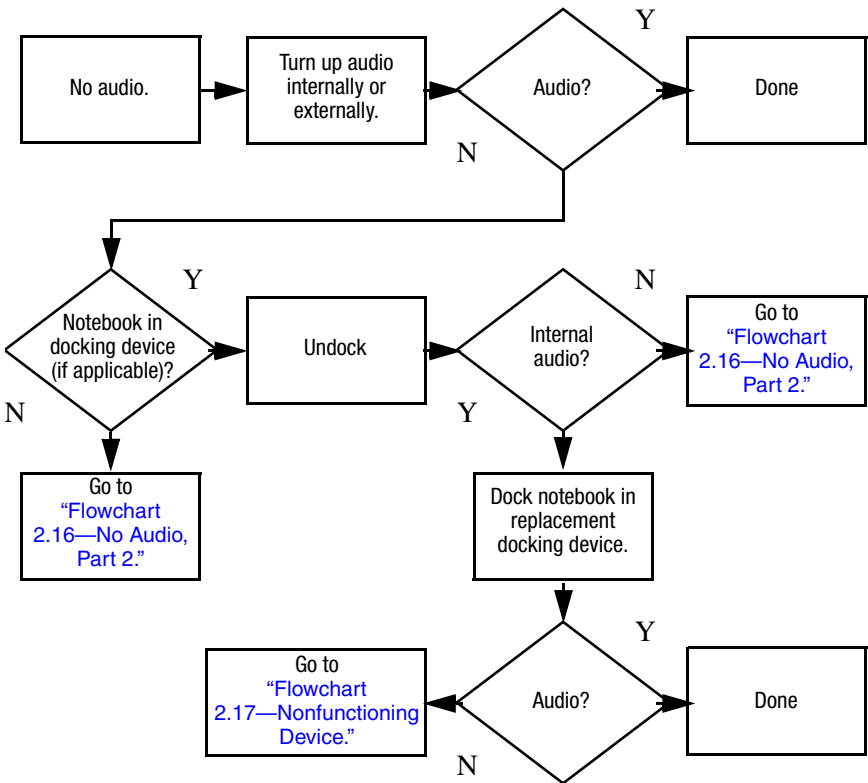 Y
No audio.
Turn up audio
internally or
externally.
Audio?
Done
N
Y
N
Notebook in
docking device
(if applicable)?
Undock
Internal
audio?
Go to
“Flowchart
2.16—No Audio,
Part 2.”
N
Y
Go to
“Flowchart
2.16—No Audio,
Part 2.”
Dock notebook in
replacement
docking device.
Y
Go to
“Flowchart
2.17—Nonfunctioning
Device.”
Audio?
Done
N